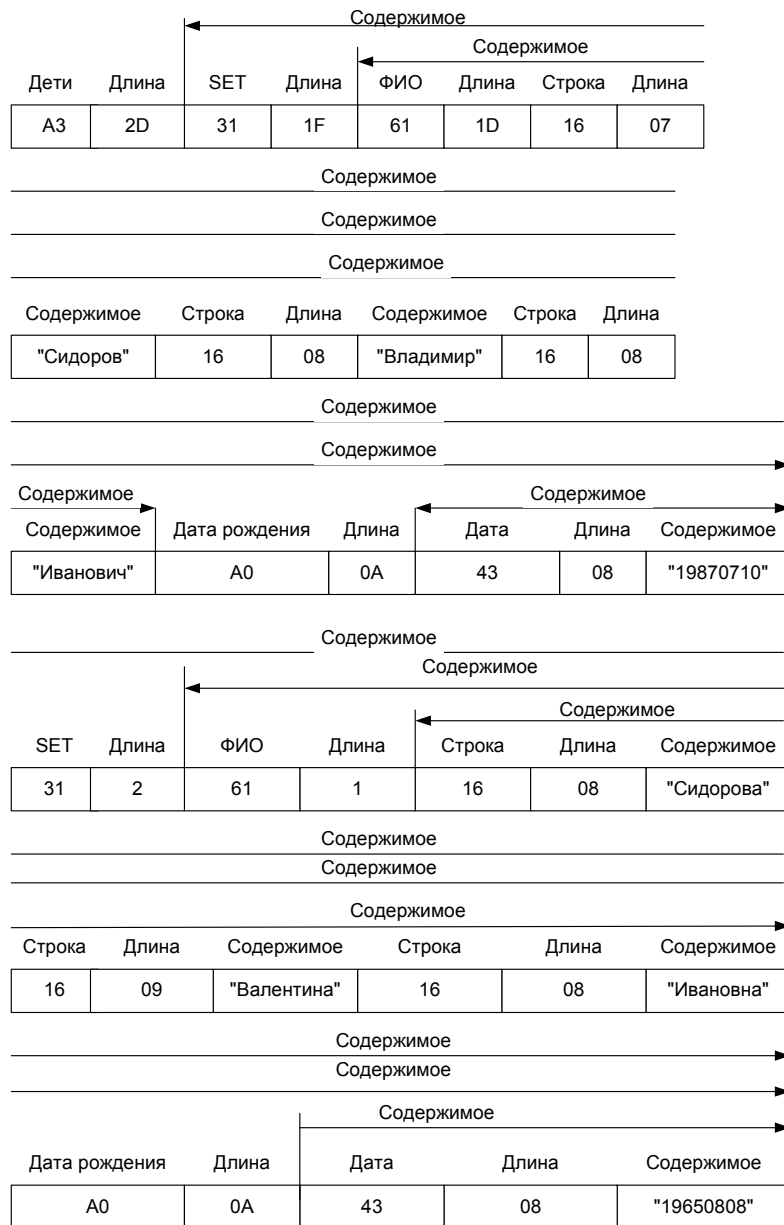 Содержимое
Содержимое
Дети Длина SET Длина ФИО Длина Строка Длина
A3 2D 31 1F 61 1D 16 07
Содержимое
Содержимое
Содержимое
Содержимое Строка Длина Содержимое Строка Длина
"Сидоров" 16 08 "Владимир" 16 08
Содержимое
Содержимое
Содержимое Содержимое
Содержимое Дата рождения Длина Дата Длина Содержимое
"Иванович" A0 0A 43 08 "19870710"
Содержимое
Содержимое
Содержимое
SET Длина ФИО Длина Строка Длина Содержимое
31 2 61 1 16 08 "Сидорова"
Содержимое
Содержимое
Содержимое
Строка Длина Содержимое Строка Длина Содержимое
16 09 "Валентина" 16 08 "Ивановна"
Содержимое
Содержимое
Содержимое
Дата рождения Длина Дата Длина Содержимое
A0 0A 43 08 "19650808"